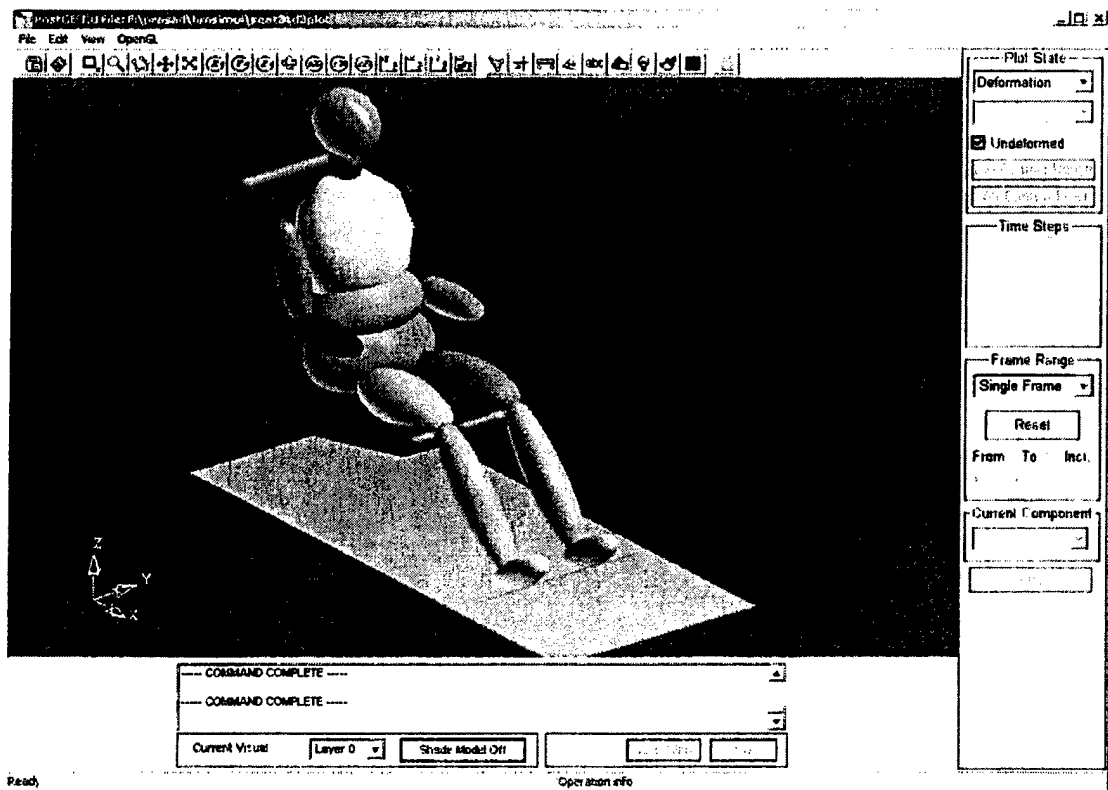 File Edit View OpenGL
Plot State
Deformation
Undeformed
Time Steps
Frame Range
Single Frame
Reset
From To Incr.
Current Component
Z
Y
X
---- COMMAND COMPLETE ----
---- COMMAND COMPLETE ----
Current Visual Layer 0 Shade Model Off
Ready Operation info